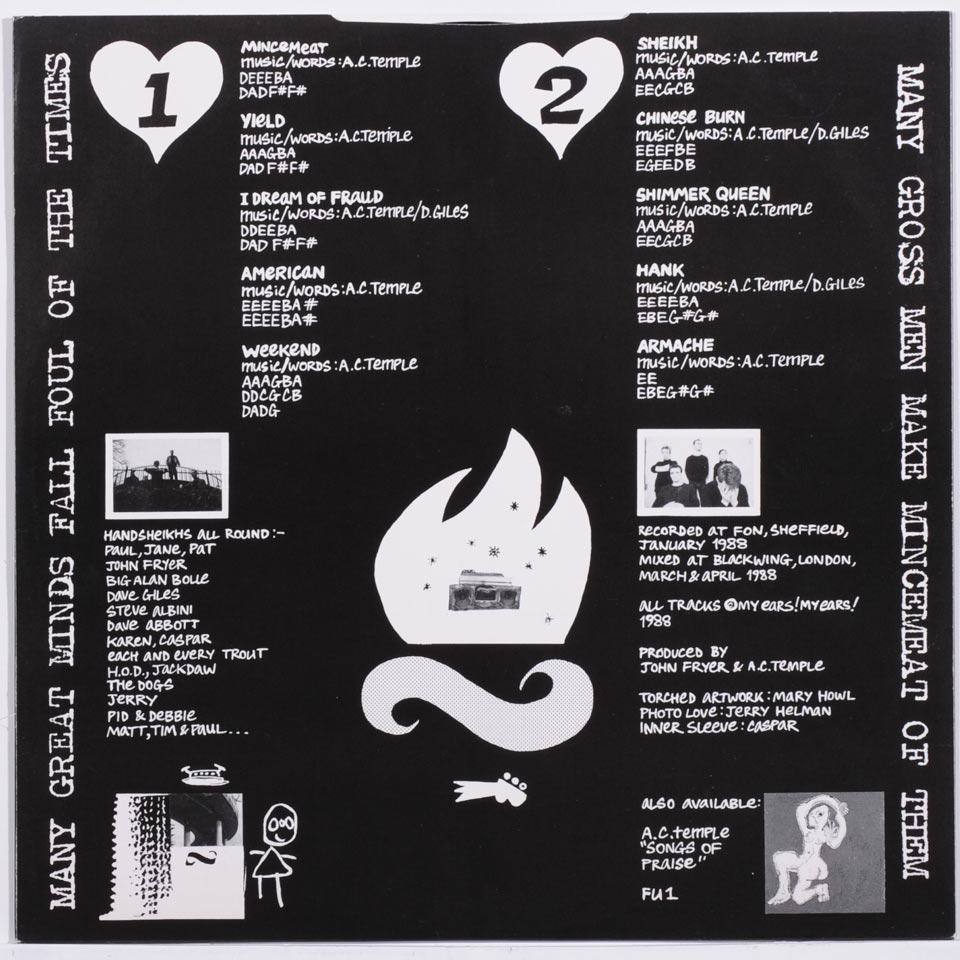 MANY GREAT MINDS FALL FOUL OF THE TIMES
1
MINCEMEAT
MUSIC/WORDS:A.C.TEMPLE
DEEEBA
DADF#F#
YIELD
MUSIC/WORDS:A.C.TEMPLE
AAAGBA
DADF#F#
I DREAM OF FRAUD
MUSIC/WORDS:A.C.TEMPLE/D.GILES
DDEEBA
DAD F#F#
AMERICAN
MUSIC/WORDS:A.C.TEMPLE
EEEEBA#
EEEEBA#
WEEKEND
MUSIC/WORDS:A.C.TEMPLE
AAAGBA
DDCGCB
DADG
2
SHEIKH
MUSIC/WORDS:A.C.TEMPLE
AAAGBA
EECGCB
CHINESE BURN
MUSIC/WORDS:A.C.TEMPLE/D.GILES
EEEFBE
EGEEDB
SHIMMER QUEEN
MUSIC/WORDS:A.C.TEMPLE
AAAGBA
EECGCB
HANK
MUSIC/WORDS:A.C.TEMPLE/D.GILES
EEEEBA
EBEG#G#
ARMACHE
MUSIC/WORDS:A.C.TEMPLE
EE
EBEG#G#
MANY GROSS MEN MAKE MINCEMEAT OF THEM
HANDSHEIKHS ALL ROUND:-
PAUL, JANE, PAT
JOHN FRYER
BIG ALAN BOLLE
DAVE GILES
STEVE ALBINI
DAVE ABBOTT
KAREN, CASPAR
EACH AND EVERY TROUT
H.O.D., JACKDAW
THE DOGS
JERRY
PID & DEBBIE
MATT, TIM & PAUL...
RECORDED AT FON, SHEFFIELD,
JANUARY 1988
MIXED AT BLACKWING, LONDON,
MARCH & APRIL 1988
ALL TRACKS ©MY EARS! MY EARS!
1988
PRODUCED BY
JOHN FRYER & A.C.TEMPLE
TORCHED ARTWORK: MARY HOWL
PHOTO LOVE: JERRY HELMAN
INNER SLEEVE: CASPAR
ALSO AVAILABLE:
A.C.TEMPLE
"SONGS OF
PRAISE"
FU1